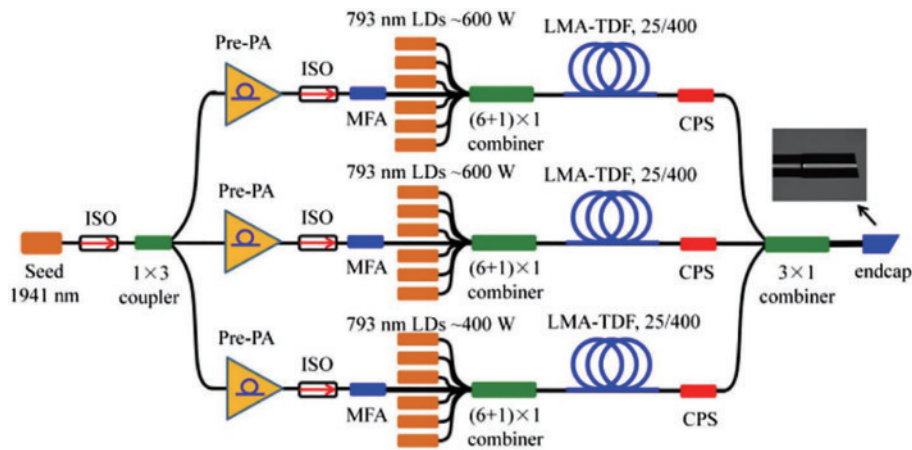 793 nm LDs ~600 W
LMA-TDF, 25/400
Pre-PA
ISO
MFA
(6+1)×1
combiner
CPS
793 nm LDs ~600 W
LMA-TDF, 25/400
Pre-PA
ISO
ISO
Seed
1941 nm
1×3
coupler
MFA
(6+1)×1
combiner
CPS
3×1
combiner
endcap
793 nm LDs ~400 W
LMA-TDF, 25/400
Pre-PA
ISO
MFA
(6+1)×1
combiner
CPS